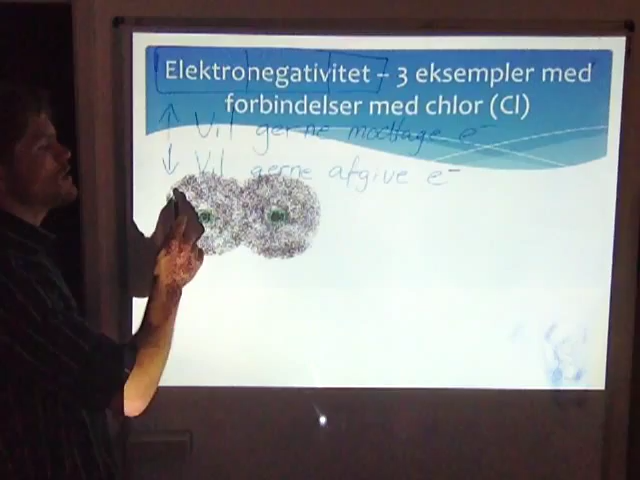 Elektronegativitet – 3 eksempler med
forbindelser med chlor (Cl)
↑ Vil gerne modtage e⁻
↓ Vil gerne afgive e⁻